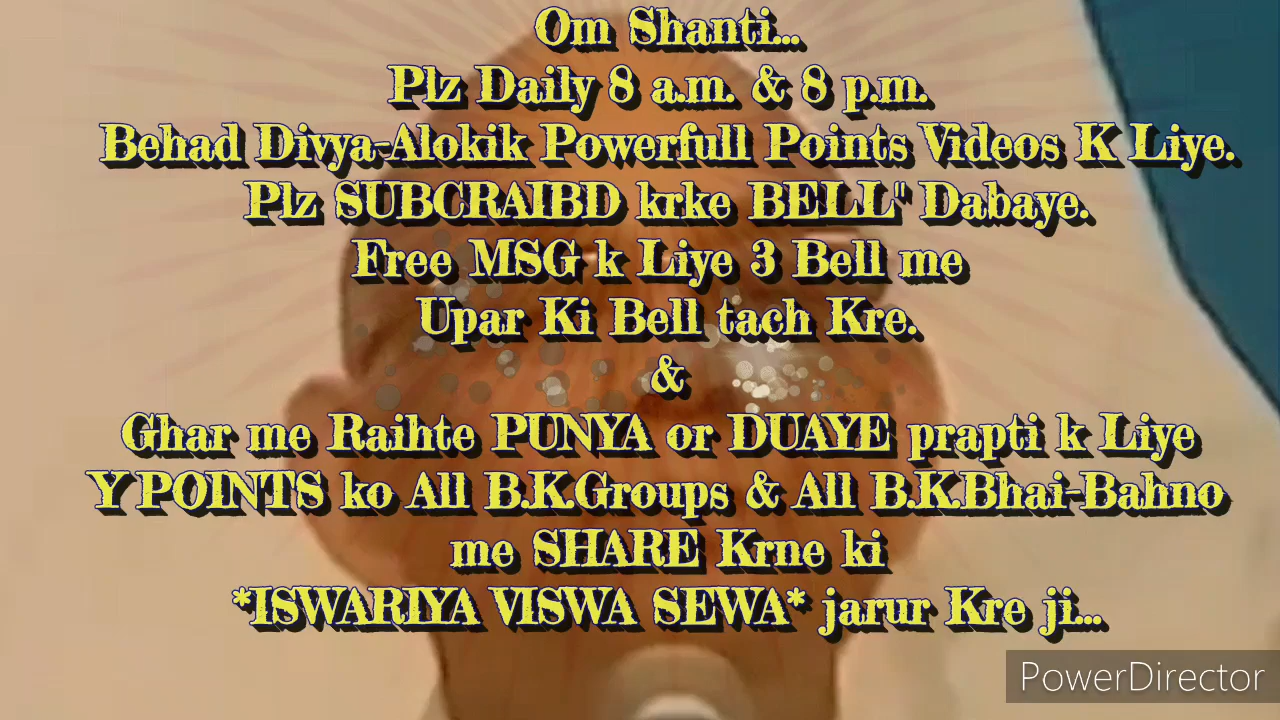 Om Shanti...
Plz Daily 8 a.m. & 8 p.m.
Behad Divya-Alokik Powerfull Points Videos K Liye.
Plz SUBCRAIBD krke BELL" Dabaye.
Free MSG k Liye 3 Bell me
Upar Ki Bell tach Kre.
&
Ghar me Raihte PUNYA or DUAYE prapti k Liye
Y POINTS ko All B.K.Groups & All B.K.Bhai-Bahno
me SHARE Krne ki
*ISWARIYA VISWA SEWA* jarur Kre ji...
PowerDirector